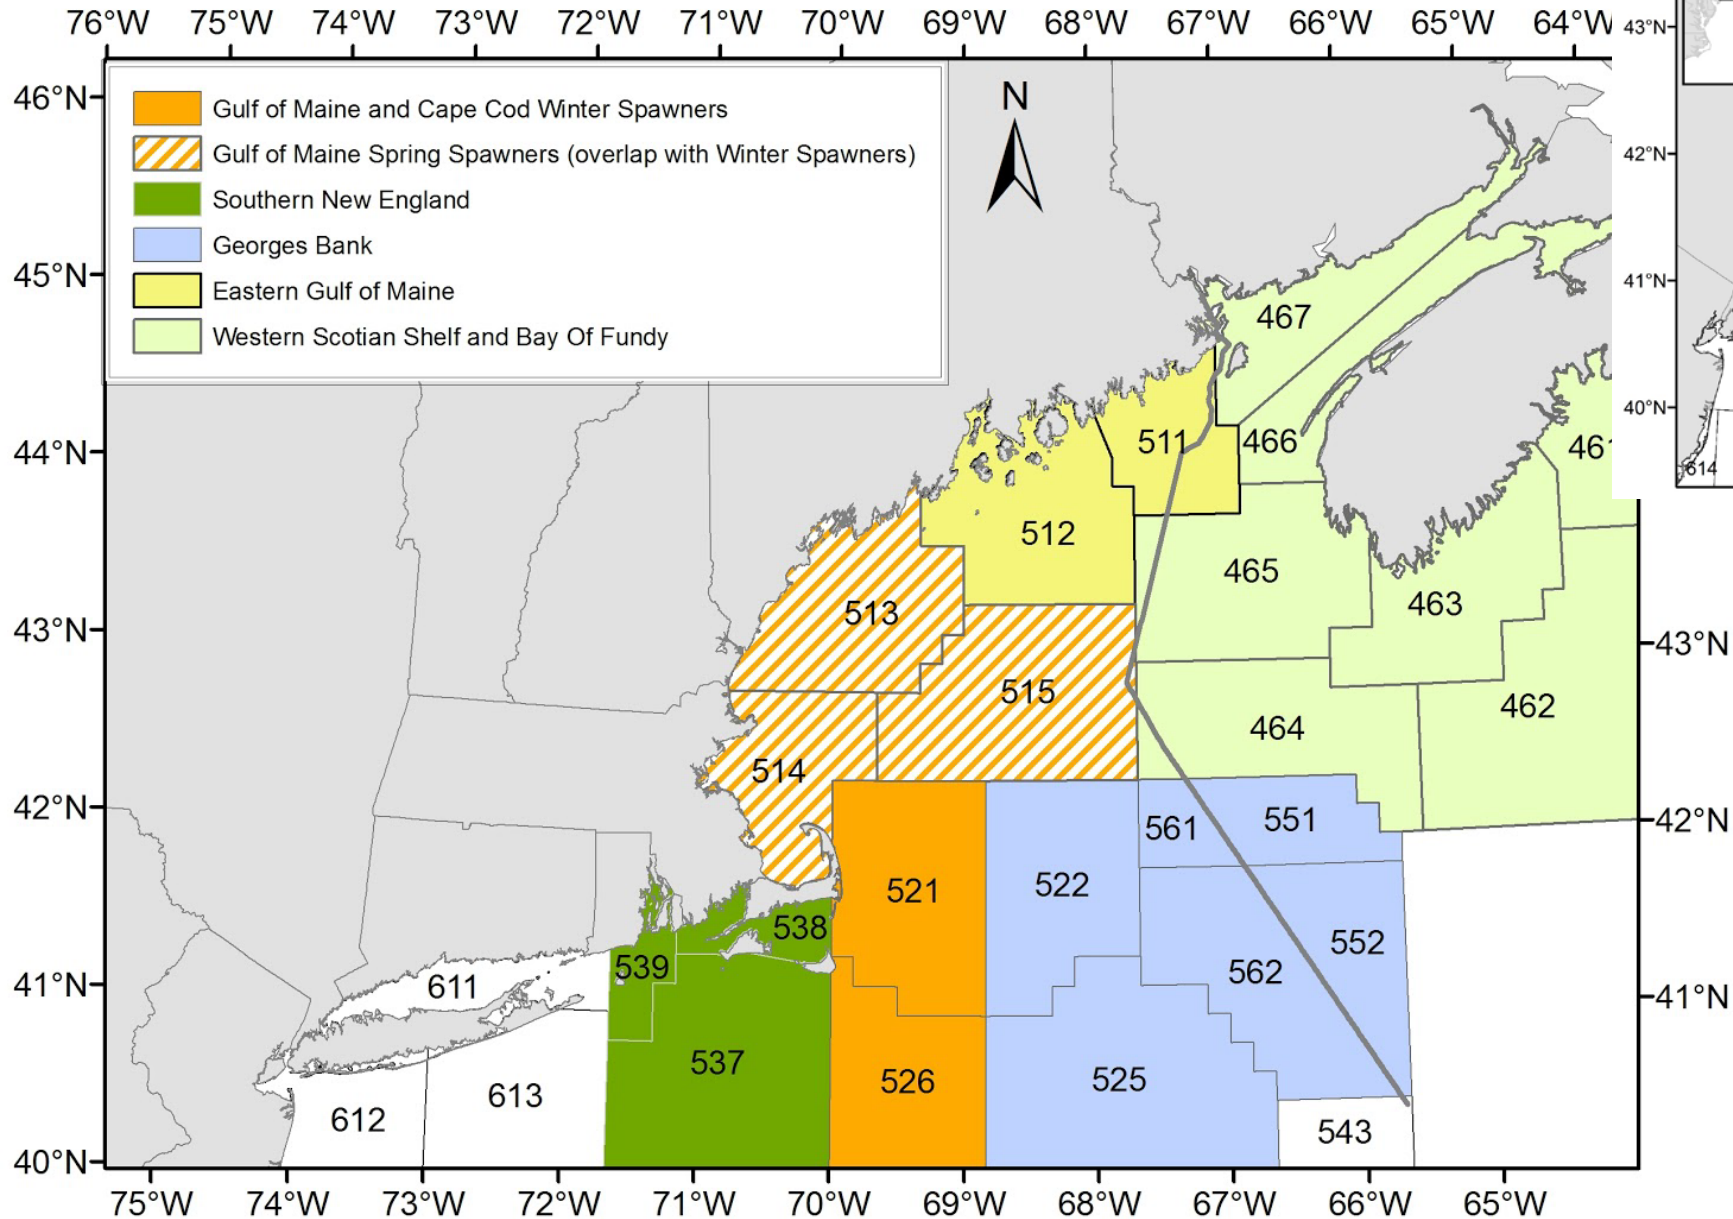 76°W 75°W 74°W 73°W 72°W 71°W 70°W 69°W 68°W 67°W 66°W 65°W 64°W
43°N
46°N
Gulf of Maine and Cape Cod Winter Spawners
N
Gulf of Maine Spring Spawners (overlap with Winter Spawners)
42°N
Southern New England
Georges Bank
45°N
Eastern Gulf of Maine
41°N
Western Scotian Shelf and Bay Of Fundy
467
40°N
44°N
511
466
461
614
512
465
43°N
513
463
43°N
515
462
464
514
42°N
561
551
42°N
521
522
538
552
539
562
41°N
611
41°N
537
526
525
613
612
543
40°N
75°W 74°W 73°W 72°W 71°W 70°W 69°W 68°W 67°W 66°W 65°W